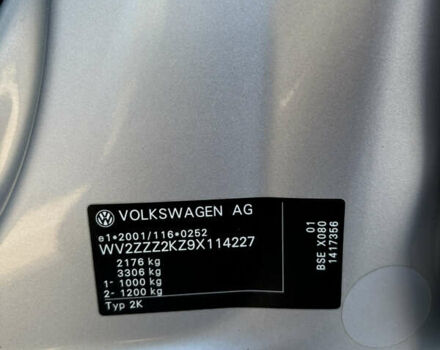 VOLKSWAGEN AG
e1*2001/116*0252
WV2ZZZ2KZ9X114227
2176 kg
3306 kg
1- 1000 kg
2- 1200 kg
Typ 2K
01
BSE X080
1417356